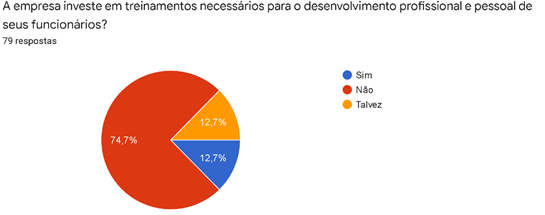 A empresa investe em treinamentos necessários para o desenvolvimento profissional e pessoal de
seus funcionários?
79 respostas
Sim
Não
Talvez
12,7%
74,7%
12,7%